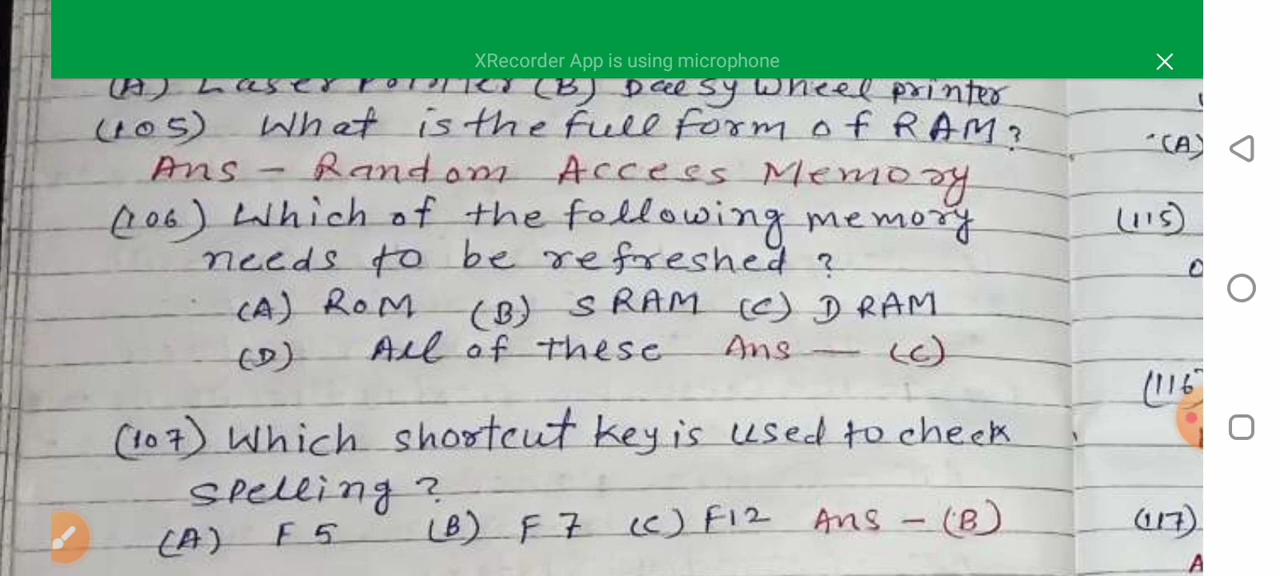 XRecorder App is using microphone
(A) Laser Pointer (B) Daesy Wheel printer
(105) What is the full form of RAM?
Ans - Random Access Memory
(106) Which of the following memory
needs to be refreshed ?
(A) ROM (B) SRAM (C) DRAM
(D) All of these Ans — (C)
(107) Which shortcut key is used to check
spelling ?
(A) F5 (B) F7 (C) F12 Ans - (B)
(A)
(115)
(116)
(117)
A